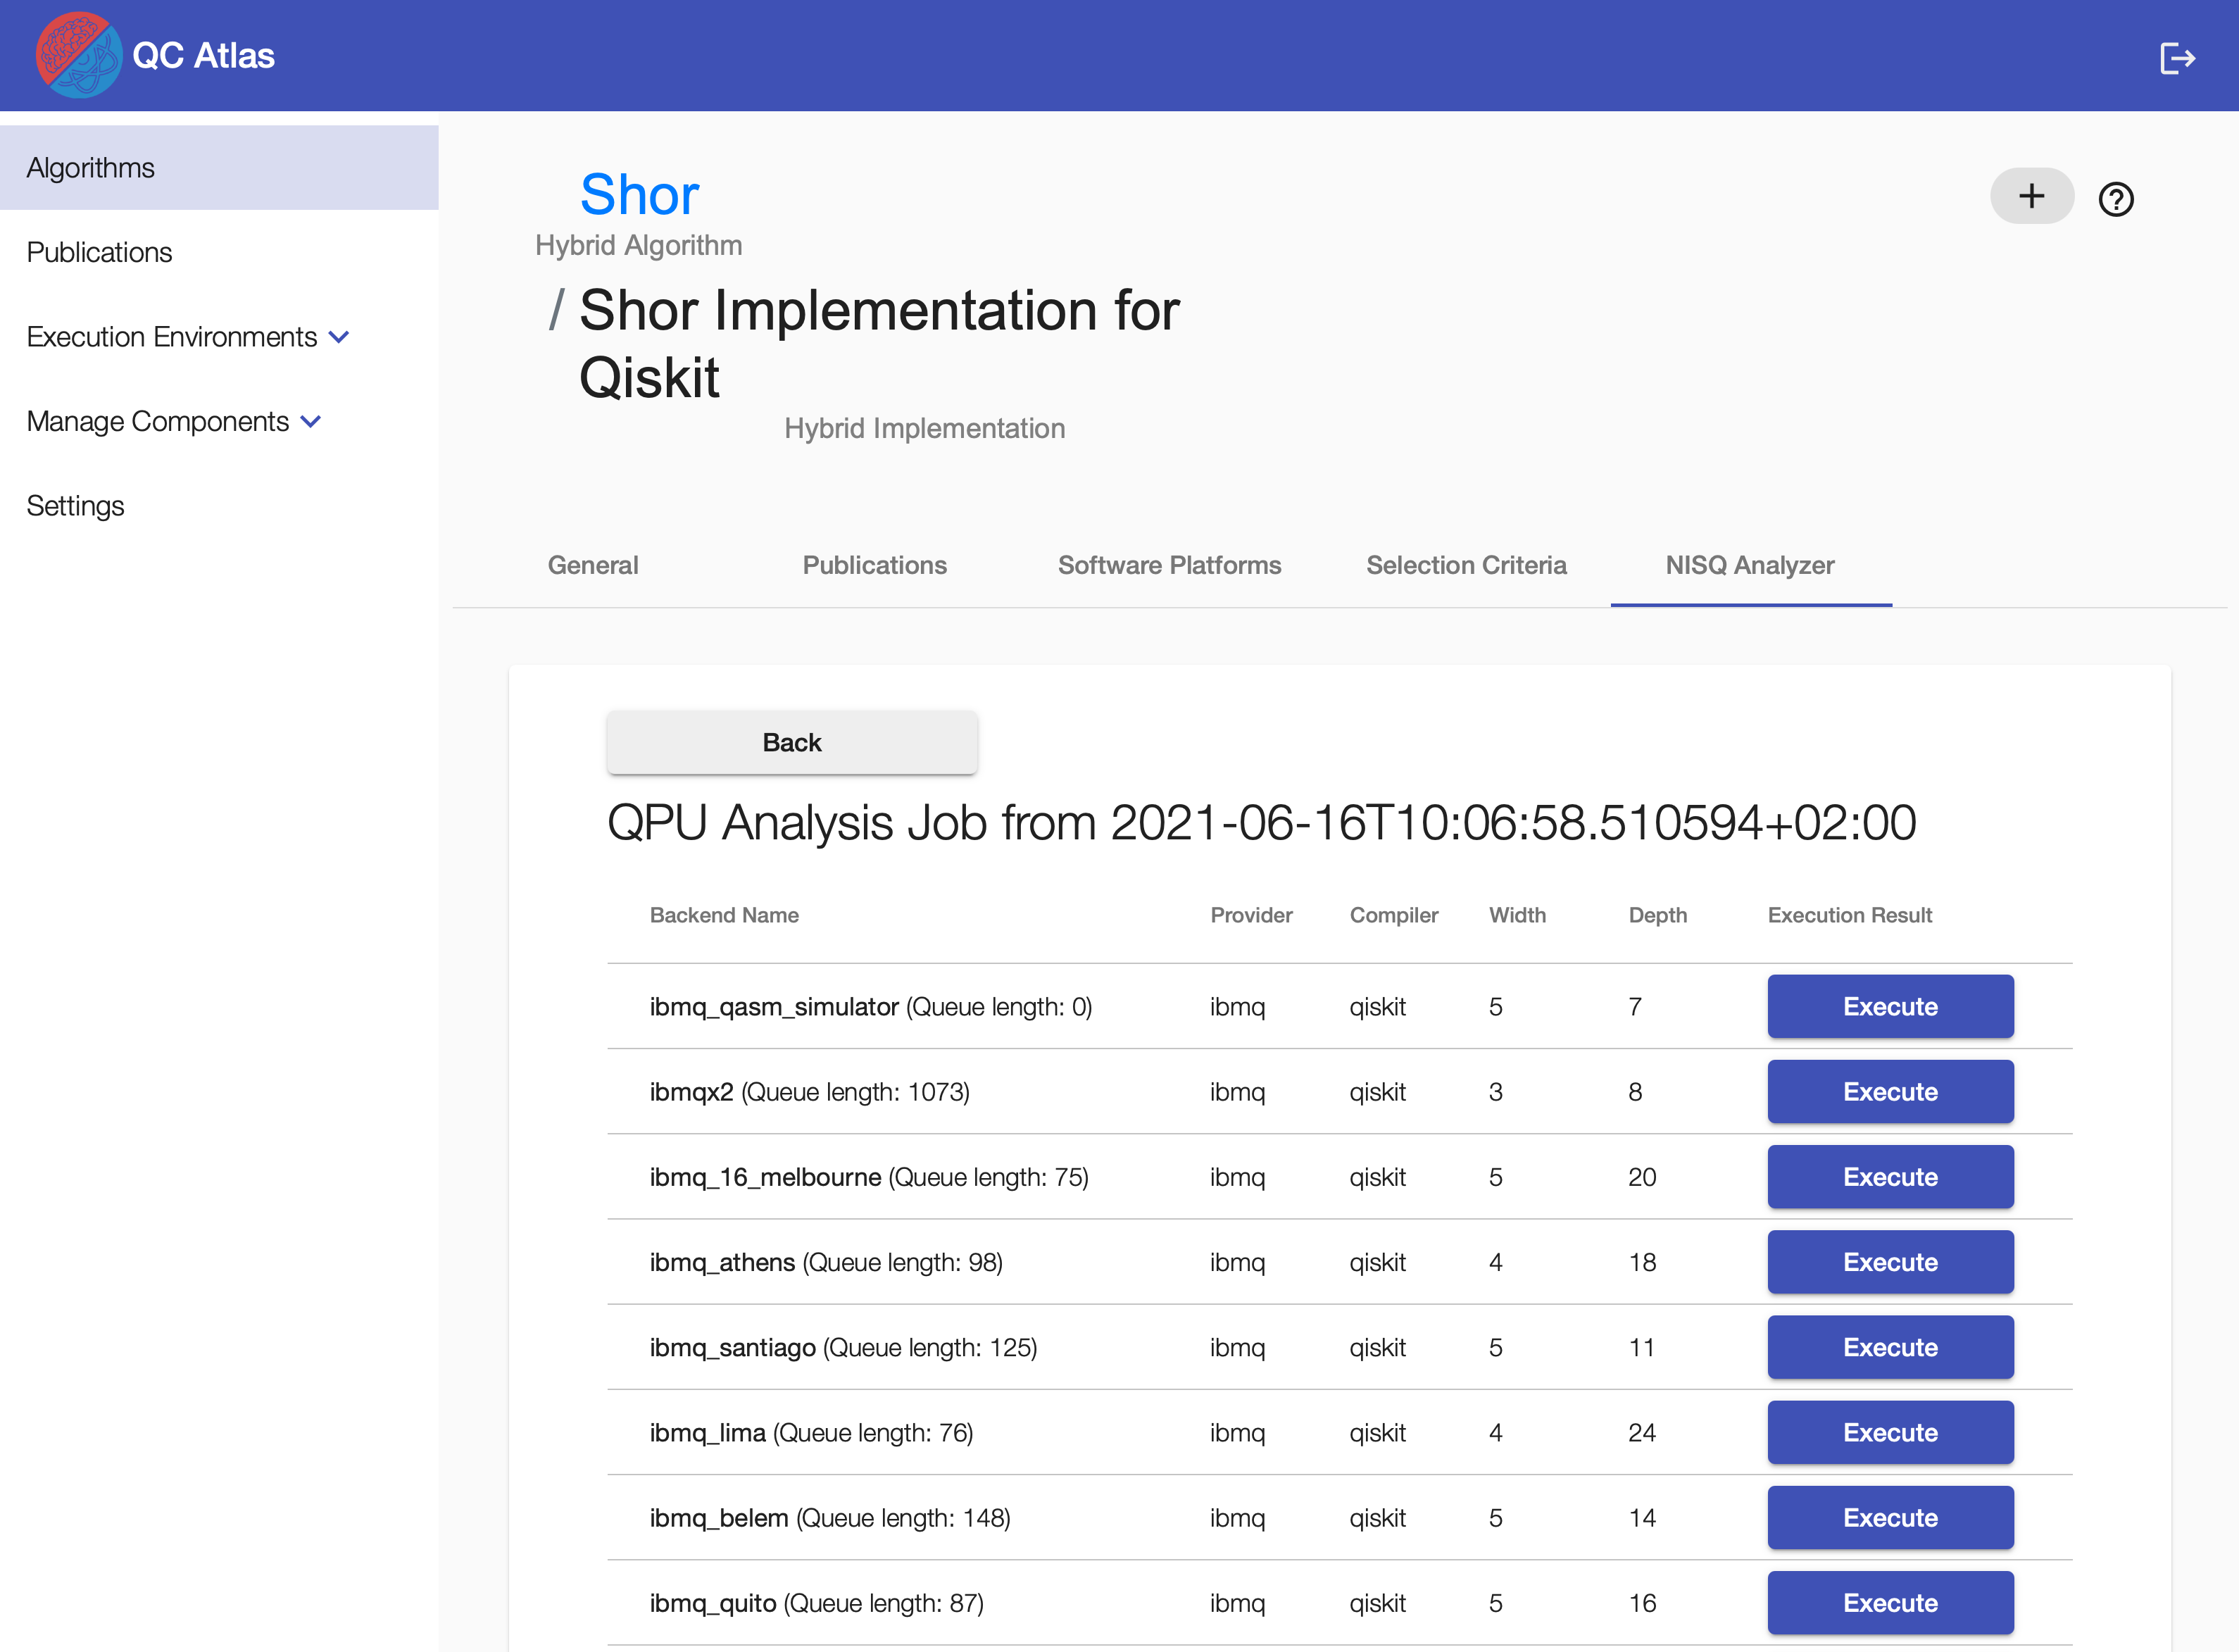 QC Atlas
Algorithms
Publications
Execution Environments
Manage Components
Settings
Shor
Hybrid Algorithm
/ Shor Implementation for
Qiskit
Hybrid Implementation
General Publications Software Platforms Selection Criteria NISQ Analyzer
Back
QPU Analysis Job from 2021-06-16T10:06:58.510594+02:00
Backend Name Provider Compiler Width Depth Execution Result
ibmq_qasm_simulator (Queue length: 0) ibmq qiskit 5 7 Execute
ibmqx2 (Queue length: 1073) ibmq qiskit 3 8 Execute
ibmq_16_melbourne (Queue length: 75) ibmq qiskit 5 20 Execute
ibmq_athens (Queue length: 98) ibmq qiskit 4 18 Execute
ibmq_santiago (Queue length: 125) ibmq qiskit 5 11 Execute
ibmq_lima (Queue length: 76) ibmq qiskit 4 24 Execute
ibmq_belem (Queue length: 148) ibmq qiskit 5 14 Execute
ibmq_quito (Queue length: 87) ibmq qiskit 5 16 Execute